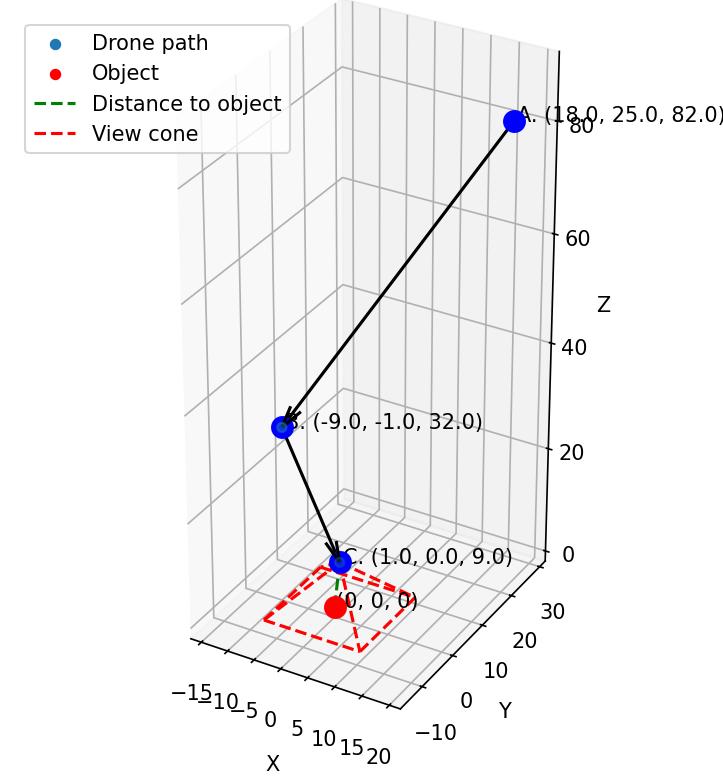 Drone path
Object
Distance to object
View cone
A. (18.0, 25.0, 82.0)
80
60
Z
40
B. (-9.0, -1.0, 32.0)
20
C. (1.0, 0.0, 9.0)
0
(0, 0, 0)
30
20
10
0
−10
Y
−15
−10
−5
0
5
10
15
20
X